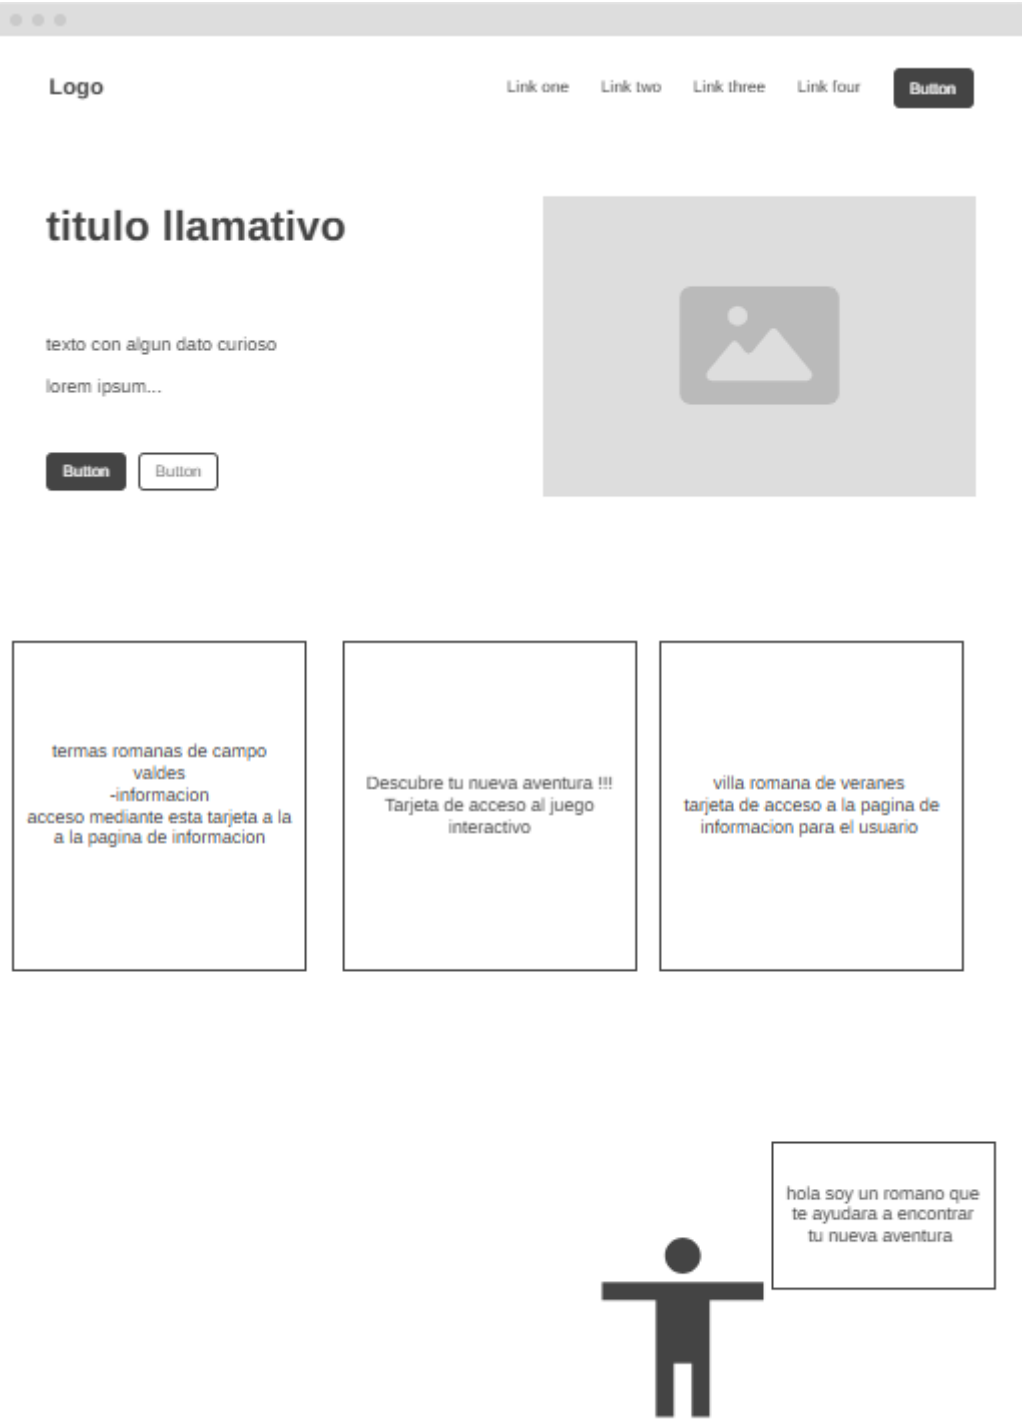 Logo
Link one
Link two
Link three
Link four
Button
titulo llamativo
texto con algun dato curioso
lorem ipsum...
Button
Button
termas romanas de campo
valdes
-informacion
acceso mediante esta tarjeta a la
a la pagina de informacion
Descubre tu nueva aventura !!!
Tarjeta de acceso al juego
interactivo
villa romana de veranes
tarjeta de acceso a la pagina de
informacion para el usuario
hola soy un romano que
te ayudara a encontrar
tu nueva aventura